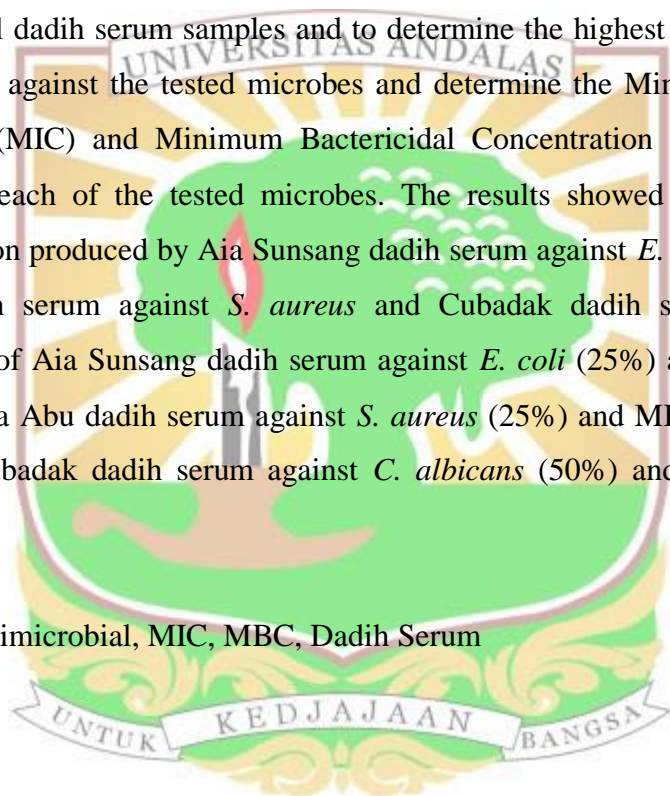 l dadih serum samples and to determine the highest
UNIVERSITAS ANDALAS
against the tested microbes and determine the Min
(MIC) and Minimum Bactericidal Concentration
each of the tested microbes. The results showed
on produced by Aia Sunsang dadih serum against E.
serum against S. aureus and Cubadak dadih s
of Aia Sunsang dadih serum against E. coli (25%) a
a Abu dadih serum against S. aureus (25%) and MI
ubadak dadih serum against C. albicans (50%) and
imicrobial, MIC, MBC, Dadih Serum
UNTUK KEDJAJAAN BANGSA